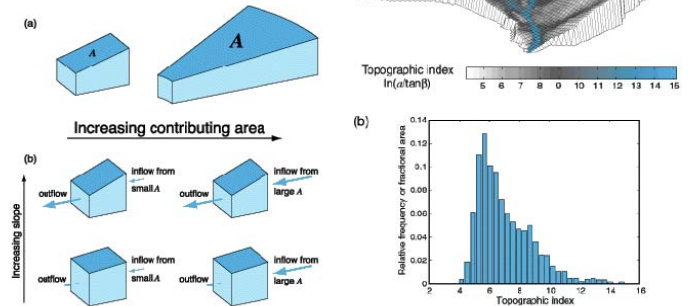 (a)
A
A
Increasing contributing area
(b)
Increasing slope
outflow
inflow from
small A
outflow
inflow from
large A
outflow
inflow from
small A
outflow
inflow from
large A
Topographic index
ln(a/tanβ)
5 6 7 8 0 10 11 12 13 14 15
(b)
Relative frequency or fractional area
0.14
0.12
0.1
0.08
0.06
0.04
0.02
0
2 4 6 8 10 12 14 16
Topographic index